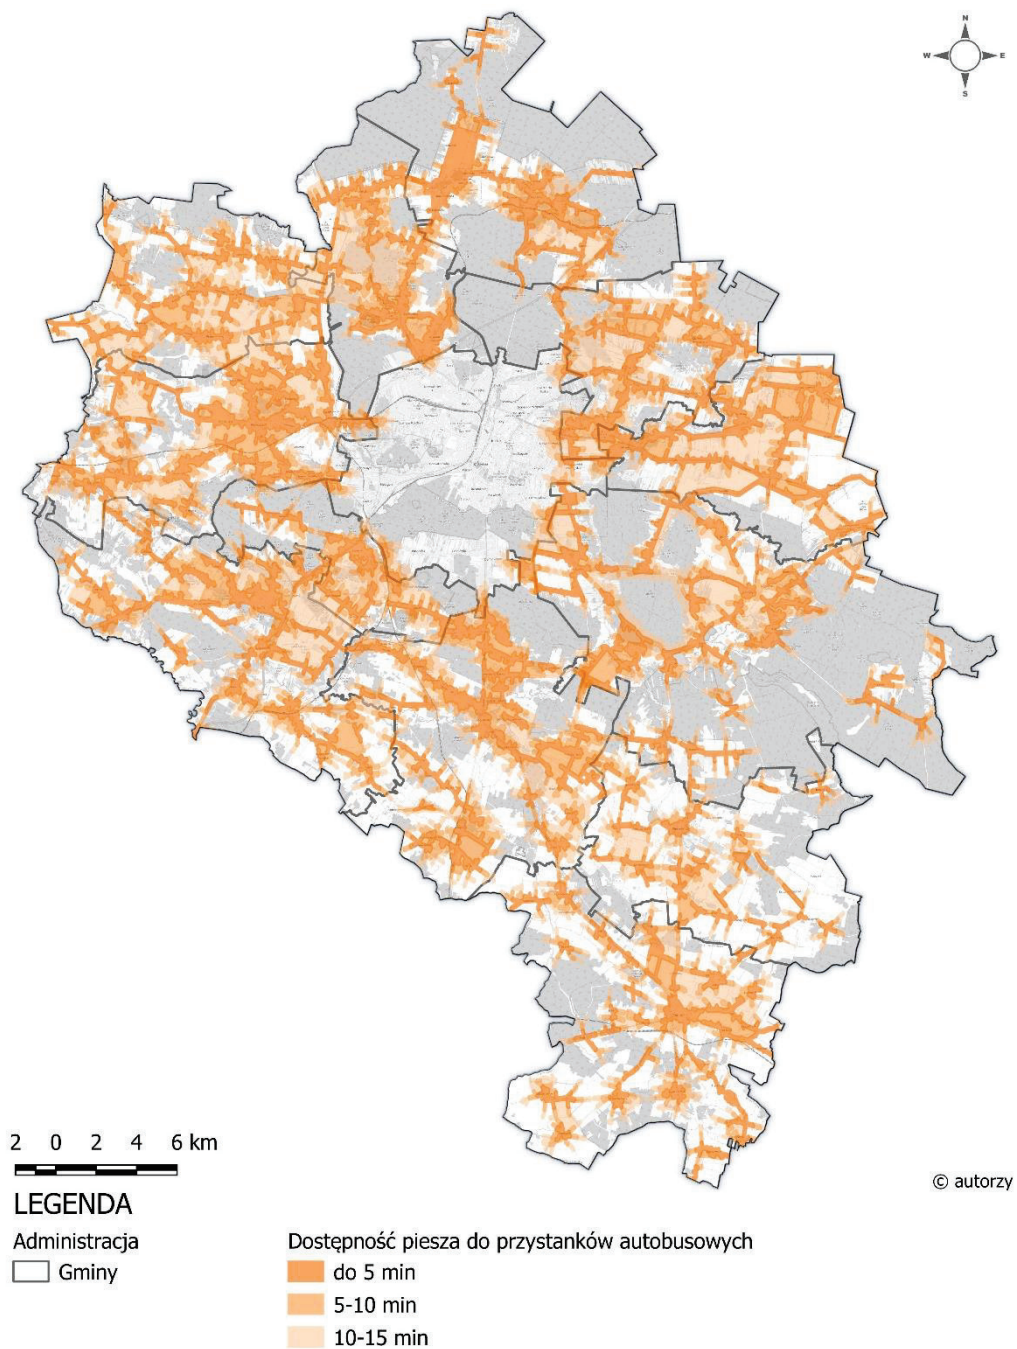 N
W E
S
2 0 2 4 6 km
© autorzy
LEGENDA
Administracja
Gminy
Dostępność piesza do przystanków autobusowych
do 5 min
5-10 min
10-15 min